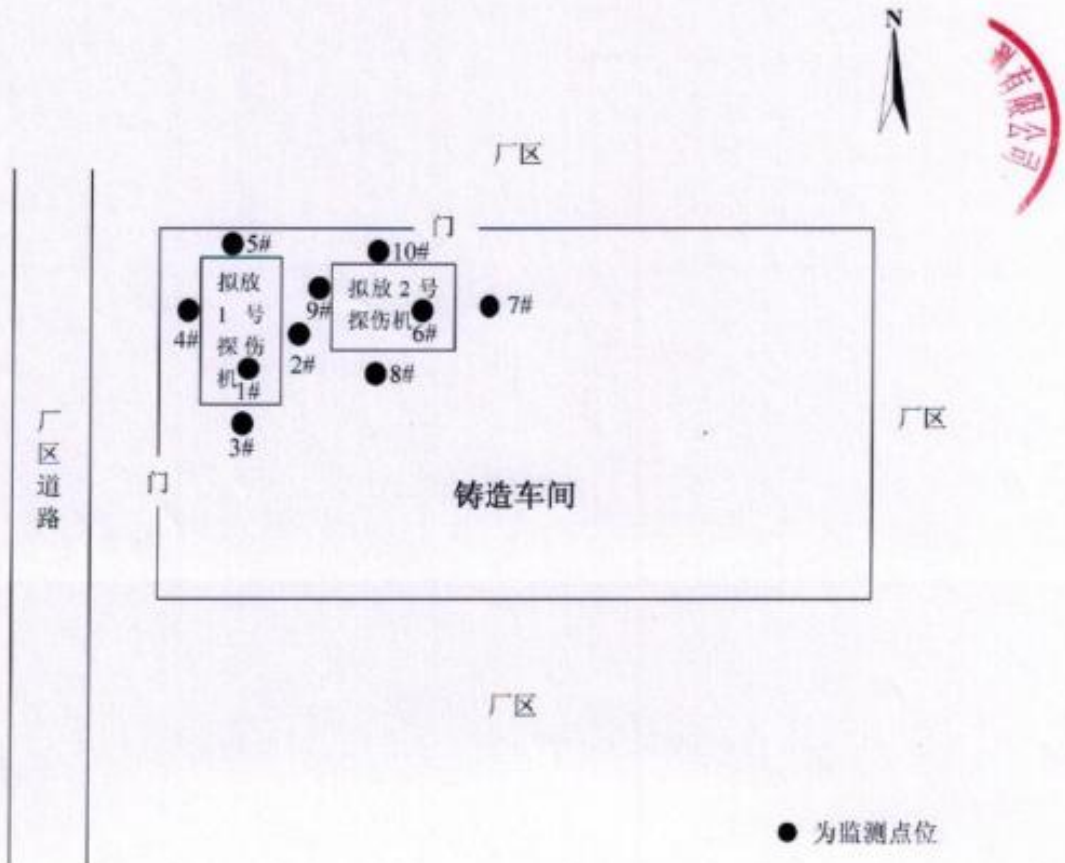 N
有限公司
厂区
门
5#
10#
拟放
1 号
探伤
机
拟放 2 号
探伤机
9#
7#
4#
2#
6#
1#
8#
3#
厂区
厂区道路
门
铸造车间
厂区
为监测点位